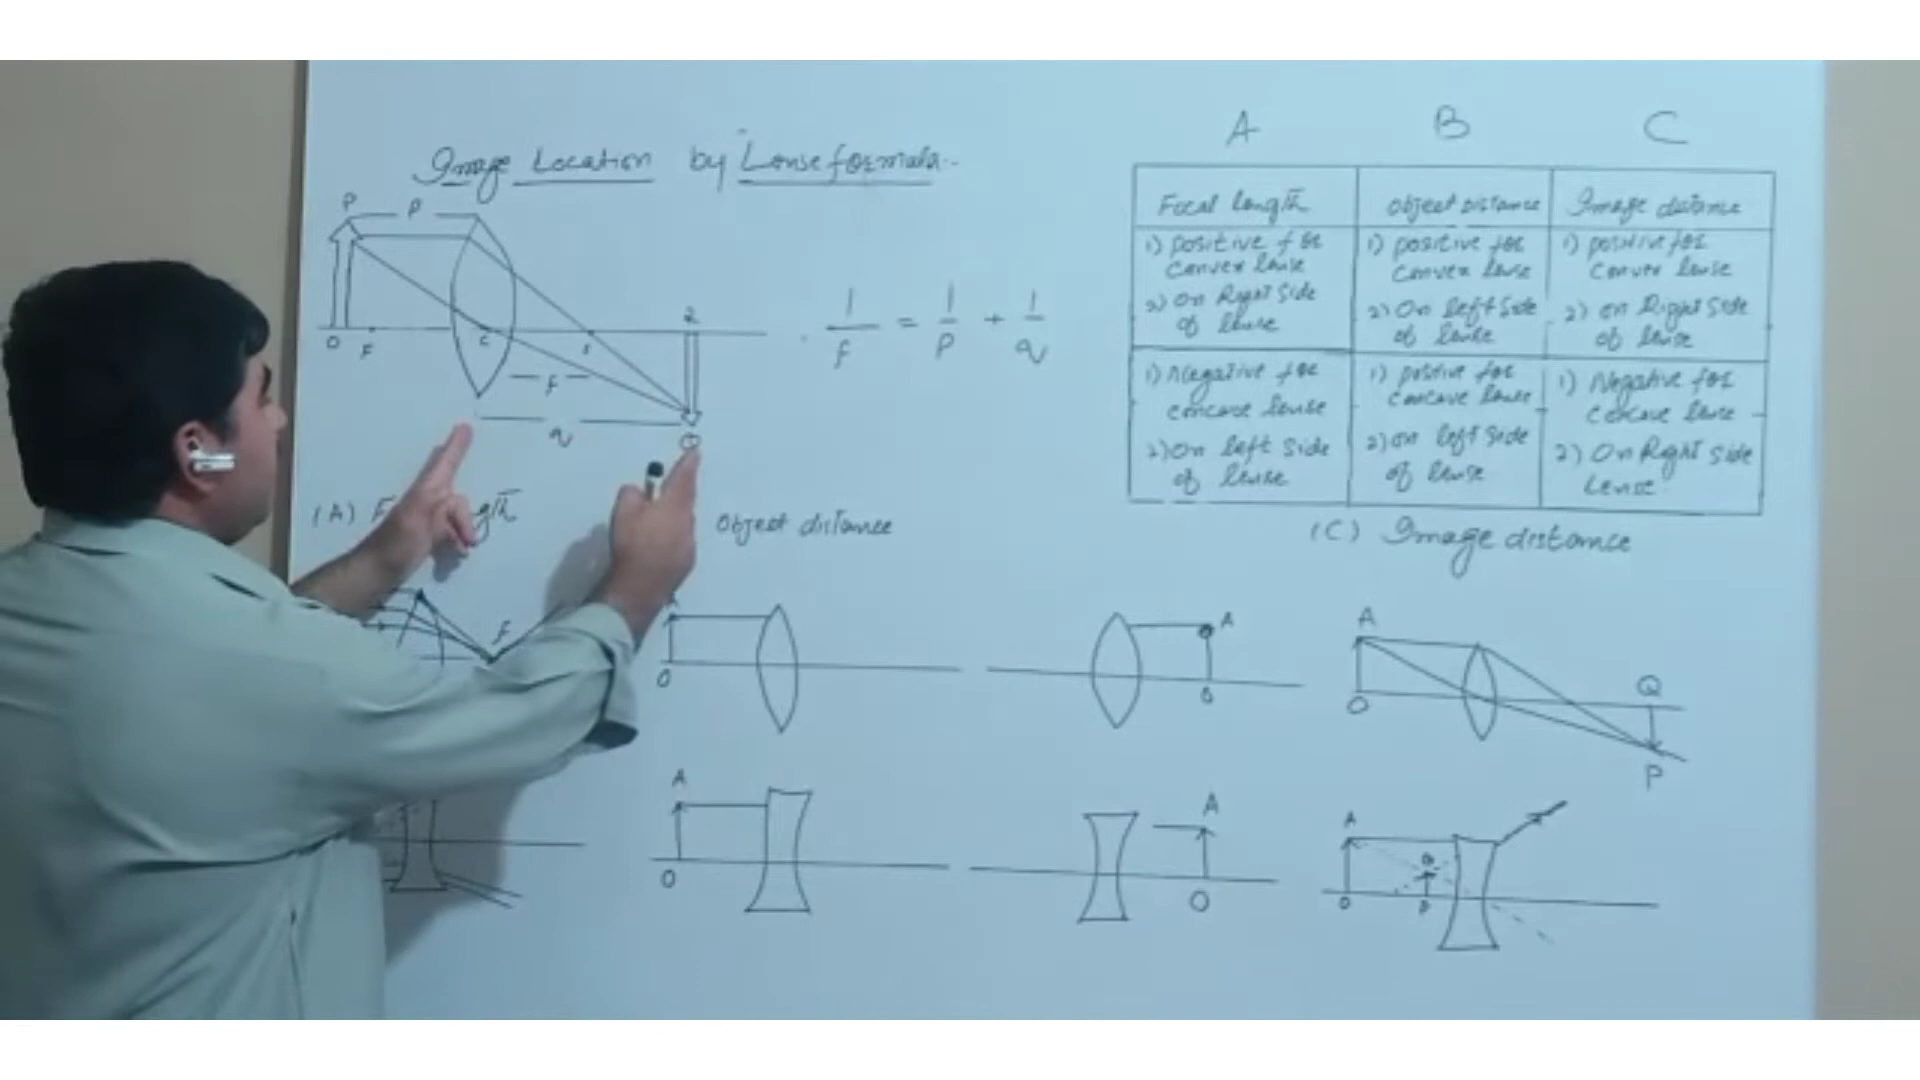 Image Location by Lense formula.
P
P
O
F
C
F
f
q
2
1/f = 1/p + 1/q
A B C
Focal length
1) positive for
convex lense
2) On Right Side
of lense
1) Negative for
concave lense
2) On left side
of lense
object Distance
1) positive for
convex lense
2) On left Side
of lense
1) positive for
concave lense
2) on left side
of lense
Image distance
1) positive for
convex lense
2) on Right Side
of lense
1) Negative for
concave lense
2) On Right side
Lense.
(A) F
gth
Object distance
(C) Image distance
F
O
A
O
A
O
Q
P
A
O
A
O
A
O
P